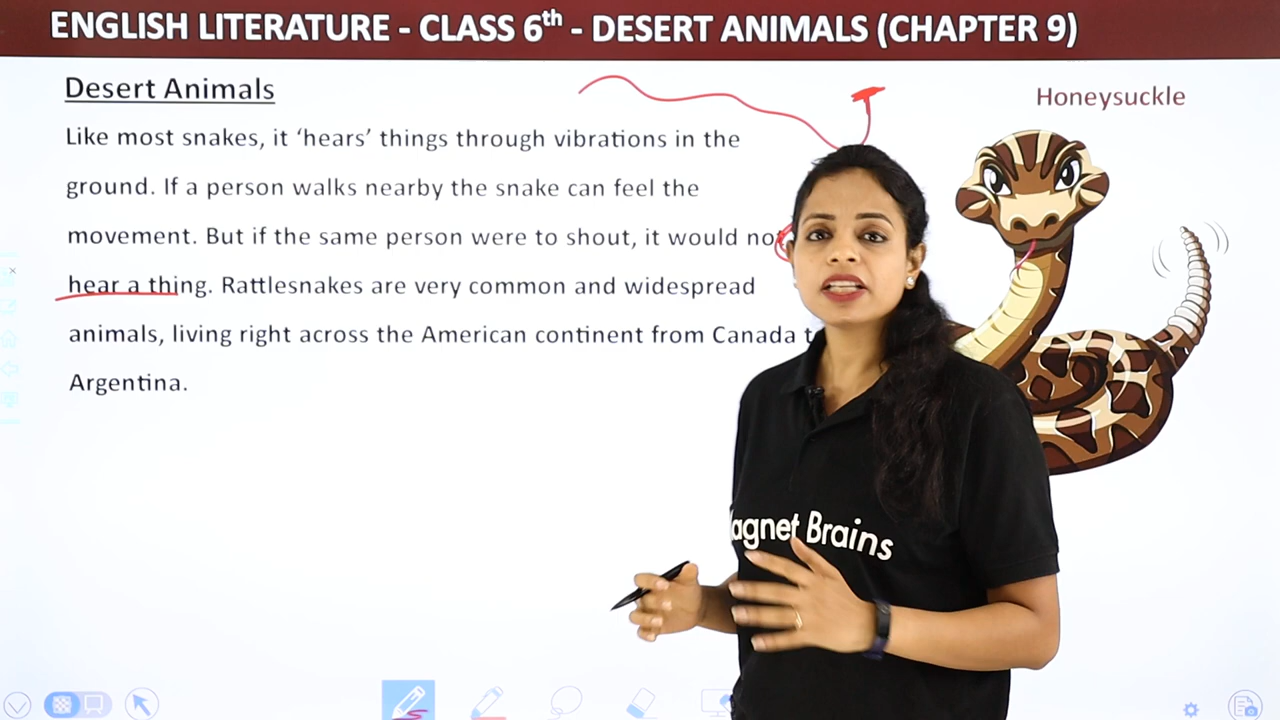 ENGLISH LITERATURE - CLASS 6th - DESERT ANIMALS (CHAPTER 9)
Desert Animals
Honeysuckle
Like most snakes, it ‘hears’ things through vibrations in the
ground. If a person walks nearby the snake can feel the
movement. But if the same person were to shout, it would not
hear a thing. Rattlesnakes are very common and widespread
animals, living right across the American continent from Canada t
Argentina.
agnet Brains